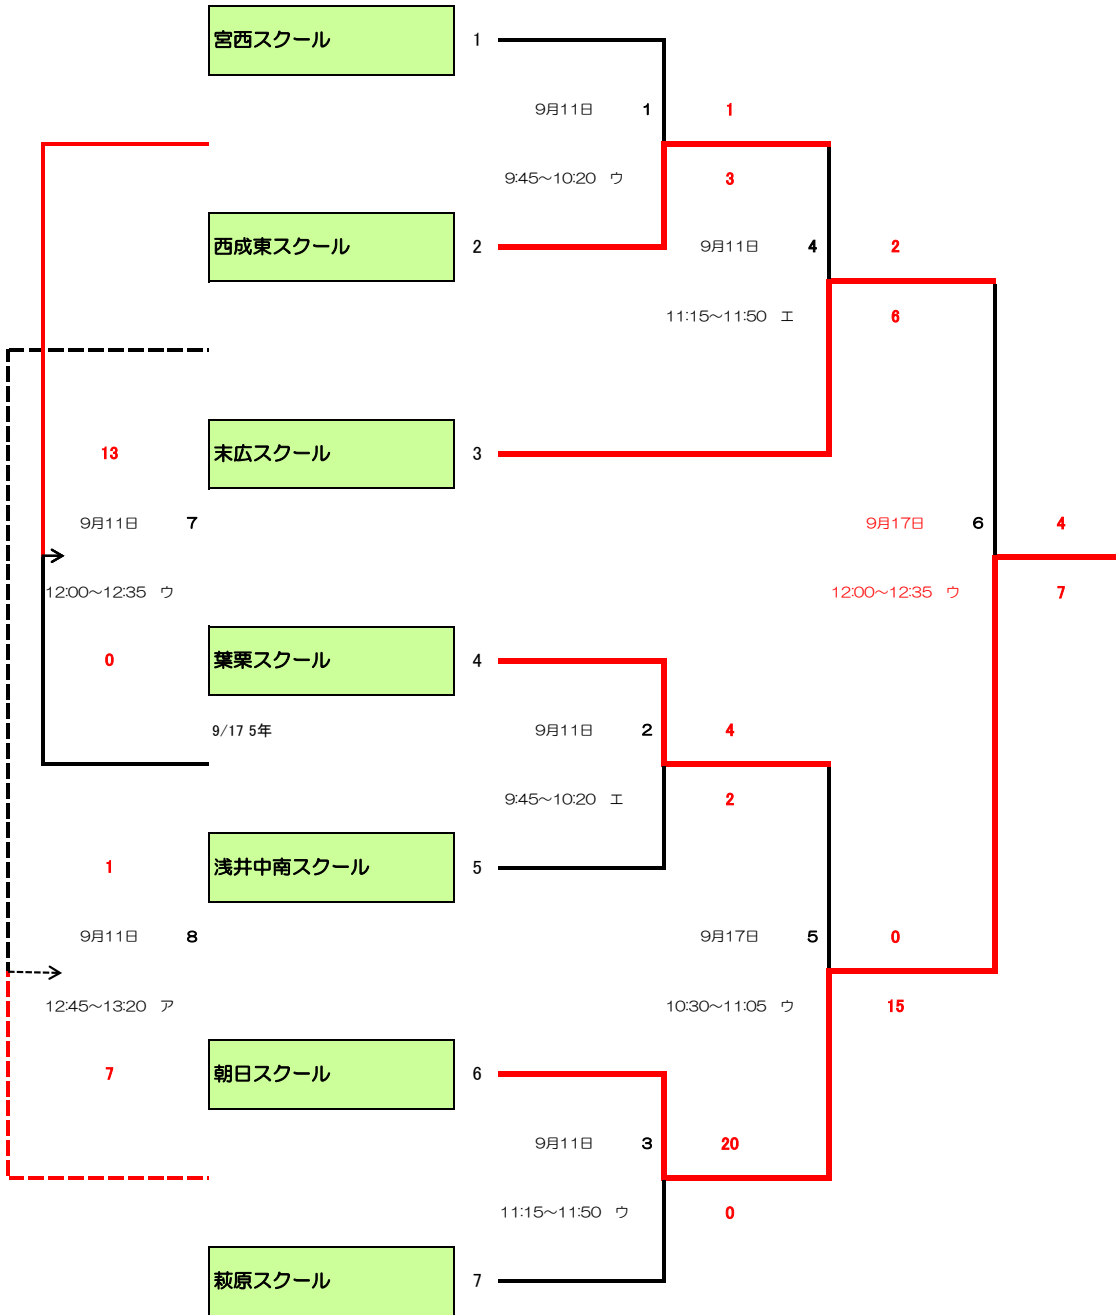 宮西スクール 1
9月11日 1 1
9:45～10:20 ウ 3
西成東スクール 2
9月11日 4 2
11:15～11:50 エ 6
13 末広スクール 3
9月11日 7
9月17日 6 4
12:00～12:35 ウ
12:00～12:35 ウ 7
0 葉栗スクール 4
9/17 5年
9月11日 2 4
9:45～10:20 エ 2
1 浅井中南スクール 5
9月11日 8
9月17日 5 0
12:45～13:20 ア
10:30～11:05 ウ 15
7 朝日スクール 6
9月11日 3 20
11:15～11:50 ウ 0
萩原スクール 7